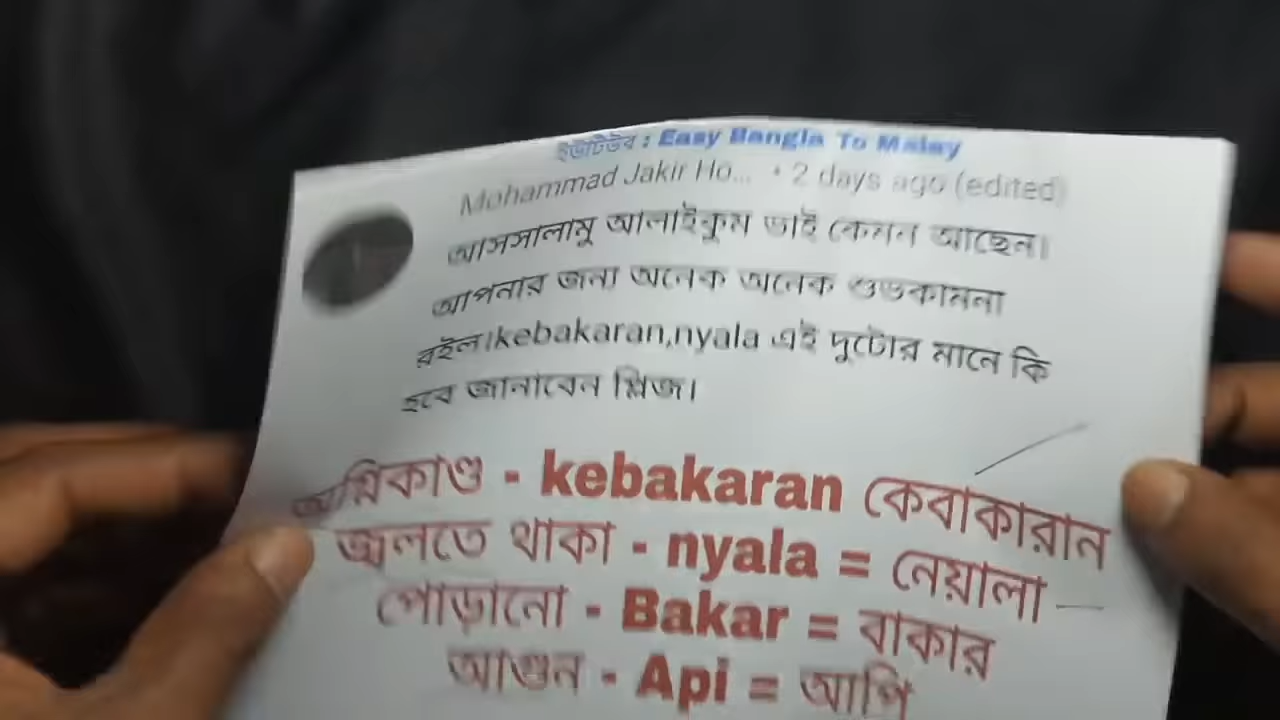 ইউটিউব : Easy Bangla To Malay
Mohammad Jakir Ho... • 2 days ago (edited)
আসসালামু আলাইকুম ভাই কেমন আছেন।
আপনার জন্য অনেক অনেক শুভকামনা
রইল।kebakaran,nyala এই দুটোর মানে কি
হবে জানাবেন প্লিজ।
অগ্নিকাণ্ড - kebakaran কেবাকারান
জ্বলতে থাকা - nyala = নেয়ালা
পোড়ানো - Bakar = বাকার
আগুন - Api = আপি